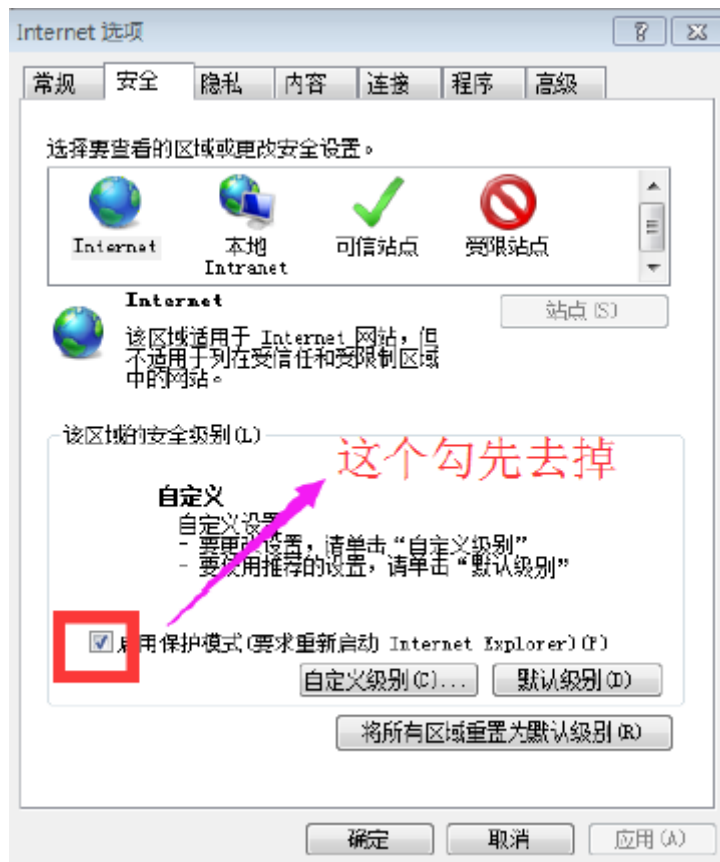 Internet 选项
常规 安全 隐私 内容 连接 程序 高级
选择要查看的区域或更改安全设置。
Internet 本地 Intranet 可信站点 受限站点
Internet
站点(S)
该区域适用于 Internet 网站，但
不适用于列在受信任和受限制区域
中的网站。
该区域的安全级别(L)
这个勾先去掉
自定义
自定义设置
- 要更改设置，请单击“自定义级别”
- 要使用推荐的设置，请单击“默认级别”
启用保护模式(要求重新启动 Internet Explorer)(P)
自定义级别(C)... 默认级别(D)
将所有区域重置为默认级别(R)
确定 取消 应用(A)